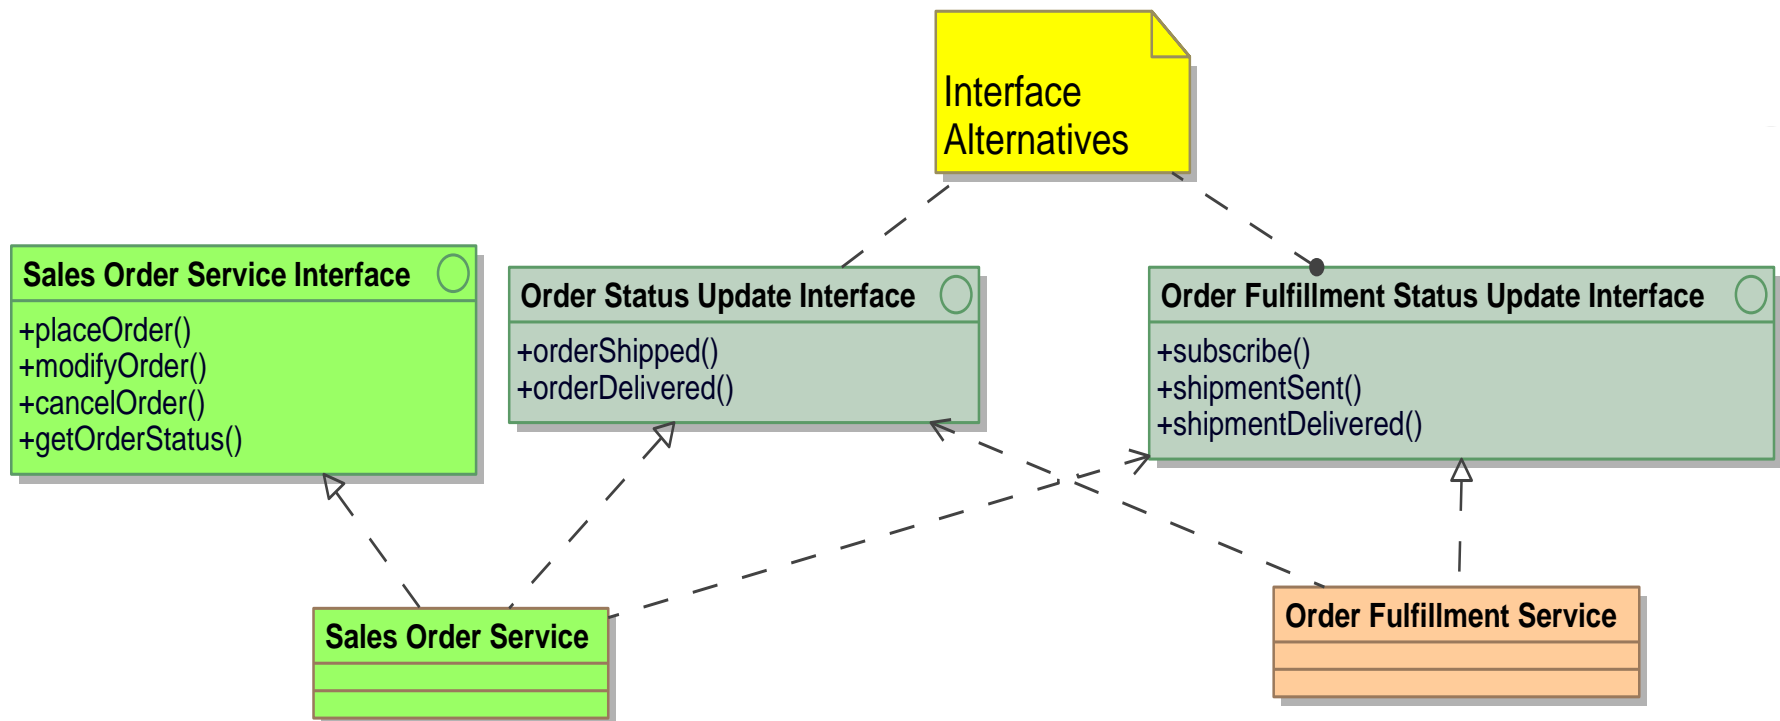 Interface
Alternatives
Sales Order Service Interface
+placeOrder()
+modifyOrder()
+cancelOrder()
+getOrderStatus()
Order Status Update Interface
+orderShipped()
+orderDelivered()
Order Fulfillment Status Update Interface
+subscribe()
+shipmentSent()
+shipmentDelivered()
Sales Order Service
Order Fulfillment Service